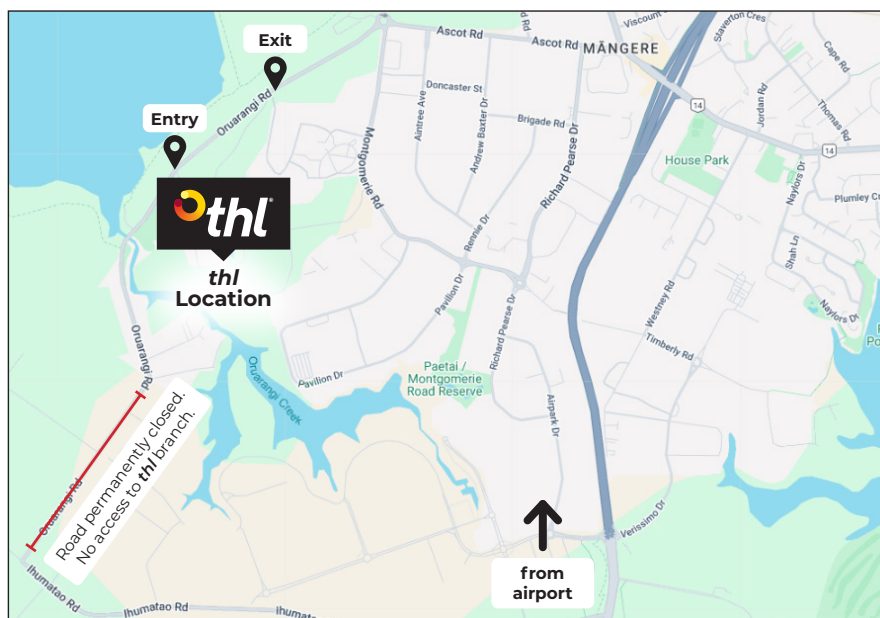 Exit
Entry
thl
thl
Location
Road permanently closed.
No access to thl branch.
from
airport
MĀNGERE
Ascot Rd
Ascot Rd
Viscount
Staverton Cres
Cape Rd
Thomas Rd
Jordan Rd
14
14
House Park
Naylors Dr
Plumley Cr
Shah Ln
Naylors Dr
Doncaster St
Aintree Ave
Andrew Baxter Dr
Brigade Rd
Richard Pearse Dr
Montgomerie Rd
Oruarangi Rd
Rennie Dr
Pavilion Dr
Richard Pearse Dr
Westney Rd
Timberly Rd
Oruarangi Rd
Pavilion Dr
Oruarangi Creek
Paetai /
Montgomerie
Road Reserve
Airpark Dr
Verissimo Dr
Oruarangi Rd
Ihumatao Rd
Ihumatao Rd